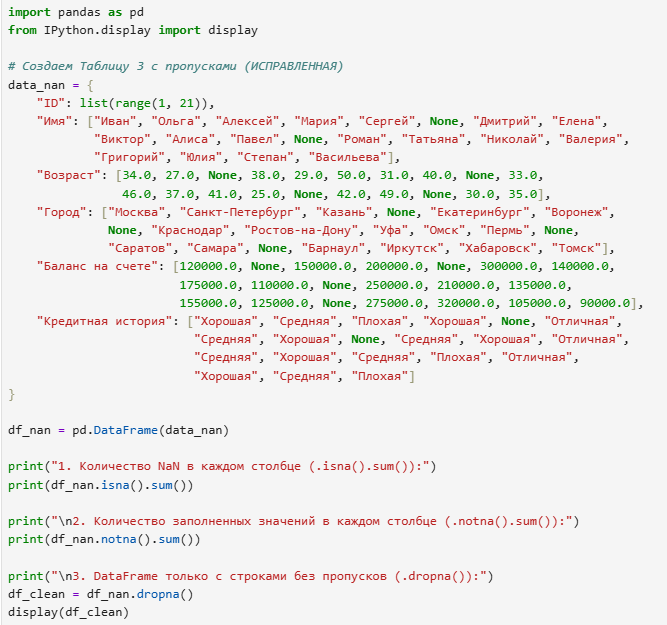 import pandas as pd
from IPython.display import display
# Создаем Таблицу 3 с пропусками (ИСПРАВЛЕННАЯ)
data_nan = {
"ID": list(range(1, 21)),
"Имя": ["Иван", "Ольга", "Алексей", "Мария", "Сергей", None, "Дмитрий", "Елена",
"Виктор", "Алиса", "Павел", None, "Роман", "Татьяна", "Николай", "Валерия",
"Григорий", "Юлия", "Степан", "Васильева"],
"Возраст": [34.0, 27.0, None, 38.0, 29.0, 50.0, 31.0, 40.0, None, 33.0,
46.0, 37.0, 41.0, 25.0, None, 42.0, 49.0, None, 30.0, 35.0],
"Город": ["Москва", "Санкт-Петербург", "Казань", None, "Екатеринбург", "Воронеж",
None, "Краснодар", "Ростов-на-Дону", "Уфа", "Омск", "Пермь", None,
"Саратов", "Самара", None, "Барнаул", "Иркутск", "Хабаровск", "Томск"],
"Баланс на счете": [120000.0, None, 150000.0, 200000.0, None, 300000.0, 140000.0,
175000.0, 110000.0, None, 250000.0, 210000.0, 135000.0,
155000.0, 125000.0, None, 275000.0, 320000.0, 105000.0, 90000.0],
"Кредитная история": ["Хорошая", "Средняя", "Плохая", "Хорошая", None, "Отличная",
"Средняя", "Хорошая", None, "Средняя", "Хорошая", "Отличная",
"Средняя", "Хорошая", "Средняя", "Плохая", "Отличная",
"Хорошая", "Средняя", "Плохая"]
}
df_nan = pd.DataFrame(data_nan)
print("1. Количество NaN в каждом столбце (.isna().sum()):")
print(df_nan.isna().sum())
print("\n2. Количество заполненных значений в каждом столбце (.notna().sum()):")
print(df_nan.notna().sum())
print("\n3. DataFrame только с строками без пропусков (.dropna()):")
df_clean = df_nan.dropna()
display(df_clean)